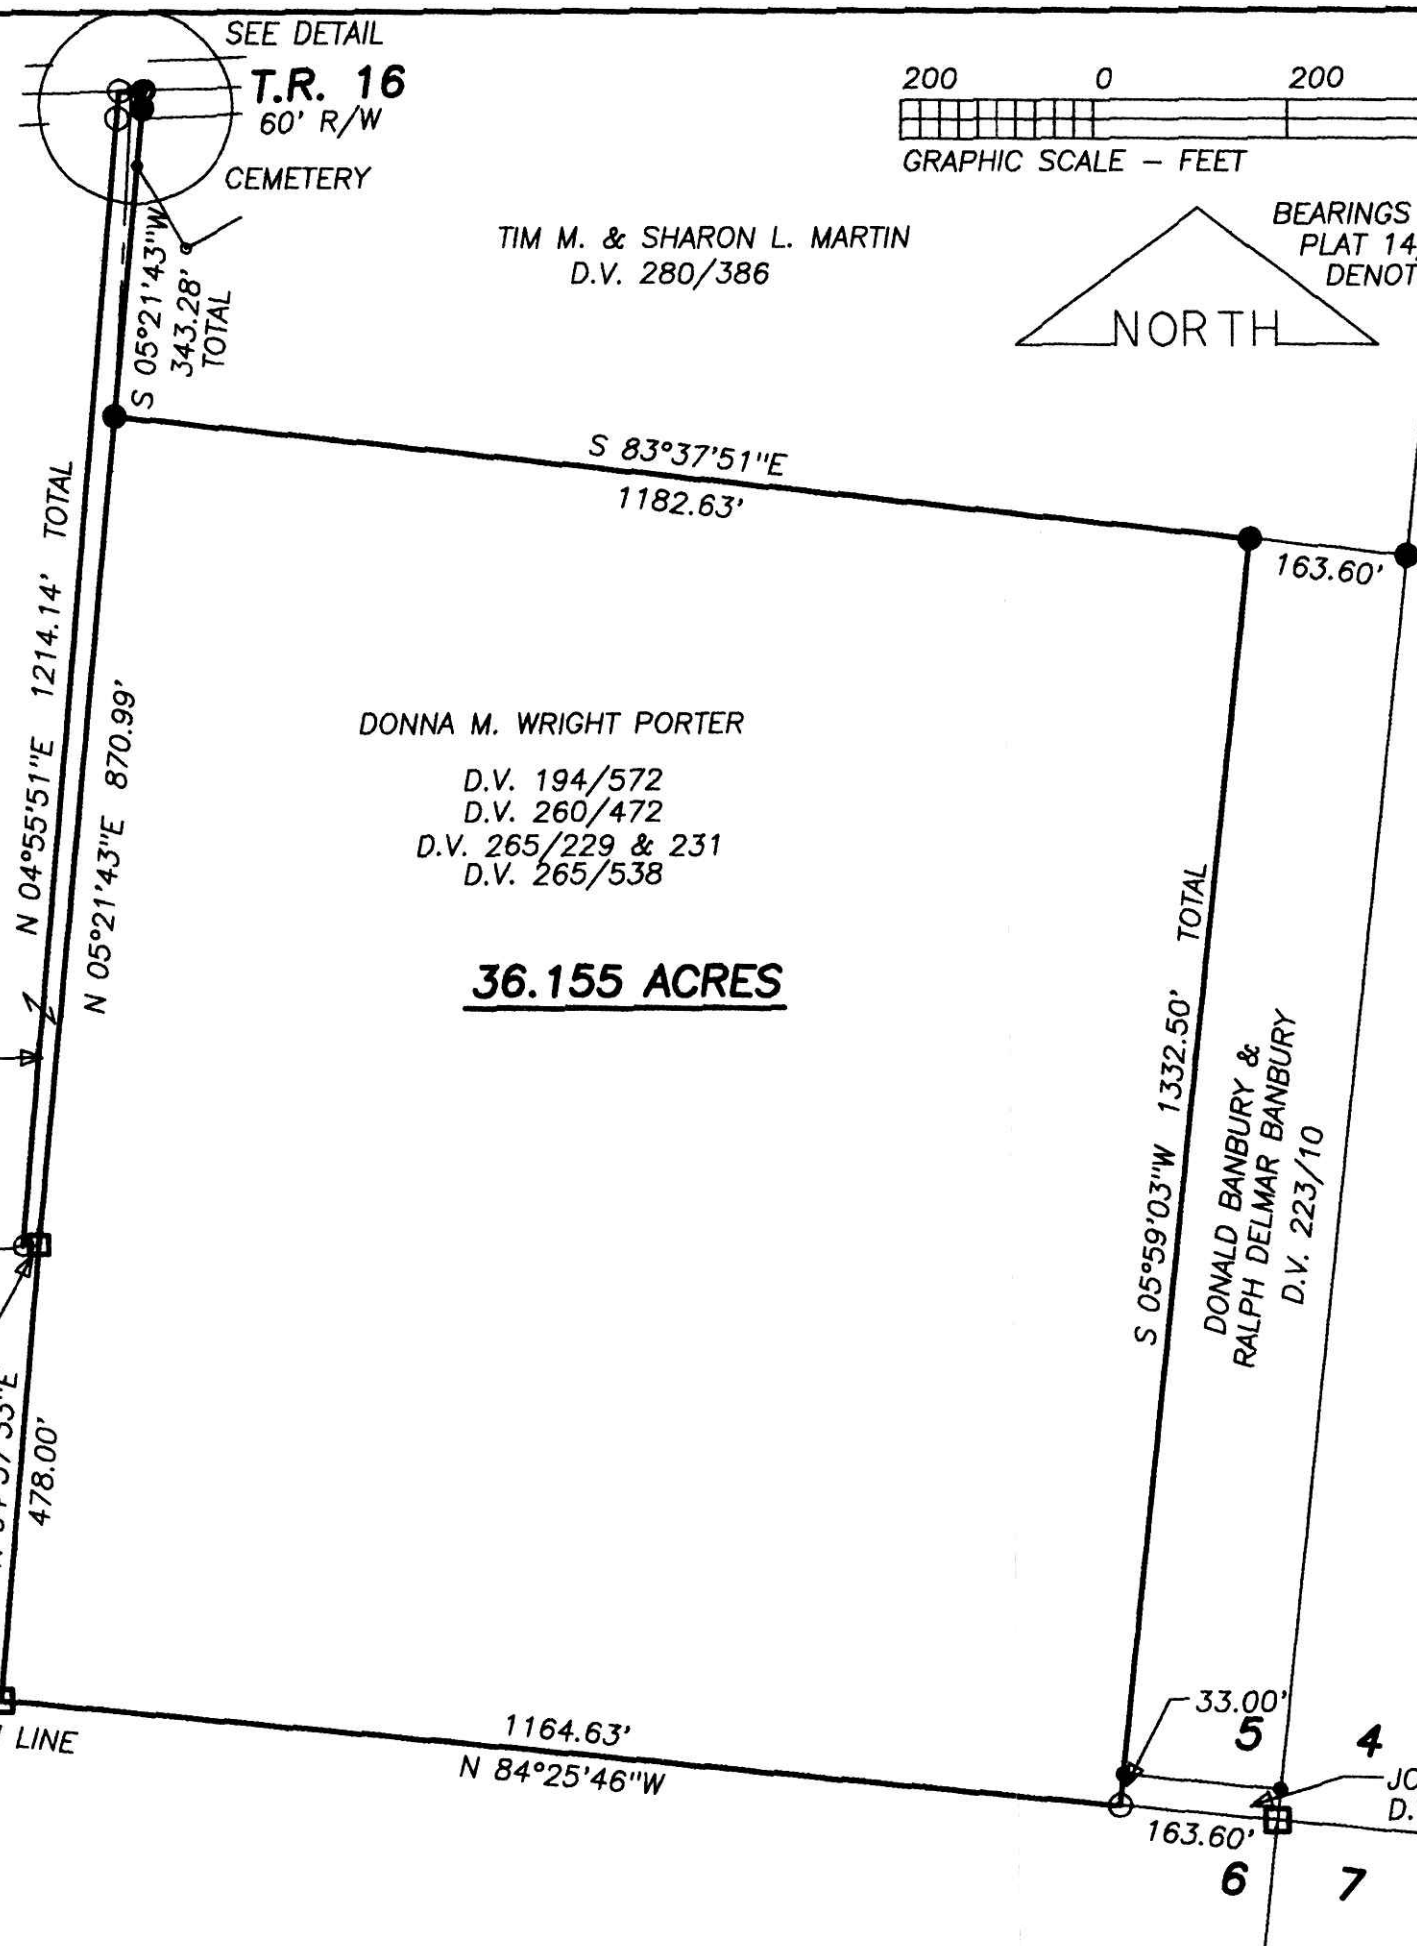 SEE DETAIL
T.R. 16
60' R/W
CEMETERY
200 0 200
GRAPHIC SCALE – FEET
BEARINGS
PLAT 14
DENOT
NORTH
TIM M. & SHARON L. MARTIN
D.V. 280/386
S 05°21'43"W
343.28'
TOTAL
S 83°37'51"E
1182.63'
163.60'
N 04°55'51"E 1214.14' TOTAL
N 05°21'43"E 870.99'
DONNA M. WRIGHT PORTER
D.V. 194/572
D.V. 260/472
D.V. 265/229 & 231
D.V. 265/538
36.155 ACRES
S 05°59'03"W 1332.50' TOTAL
DONALD BANBURY &
RALPH DELMAR BANBURY
D.V. 223/10
478.00'
LINE
1164.63'
N 84°25'46"W
33.00'
5 4
JO
D.
163.60'
6 7